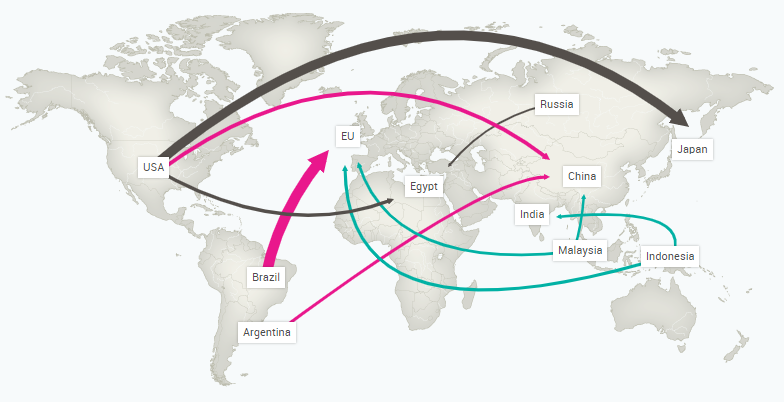 Russia
EU
Japan
USA
China
Egypt
India
Malaysia
Indonesia
Brazil
Argentina